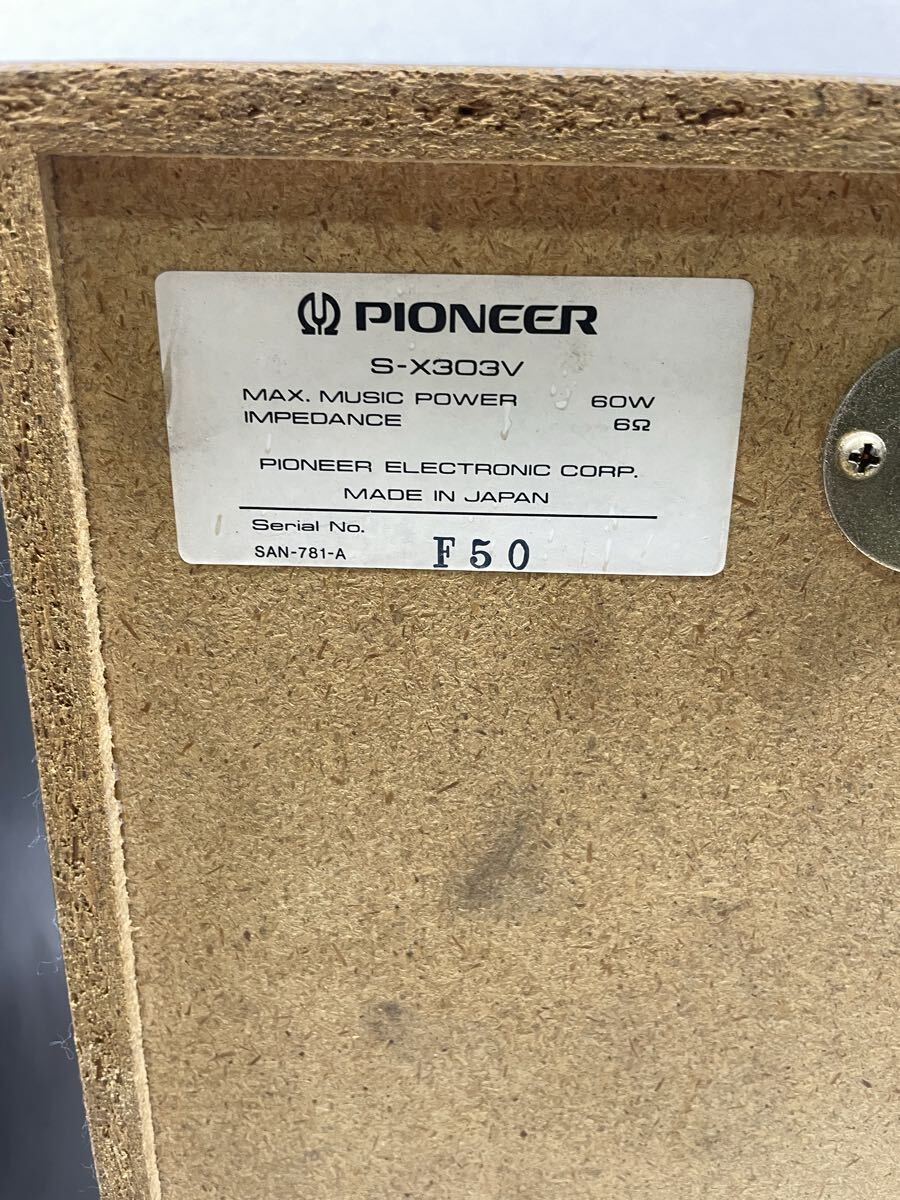 PIONEER
S-X303V
MAX. MUSIC POWER 60W
IMPEDANCE 6Ω
PIONEER ELECTRONIC CORP.
MADE IN JAPAN
Serial No.
SAN-781-A F50